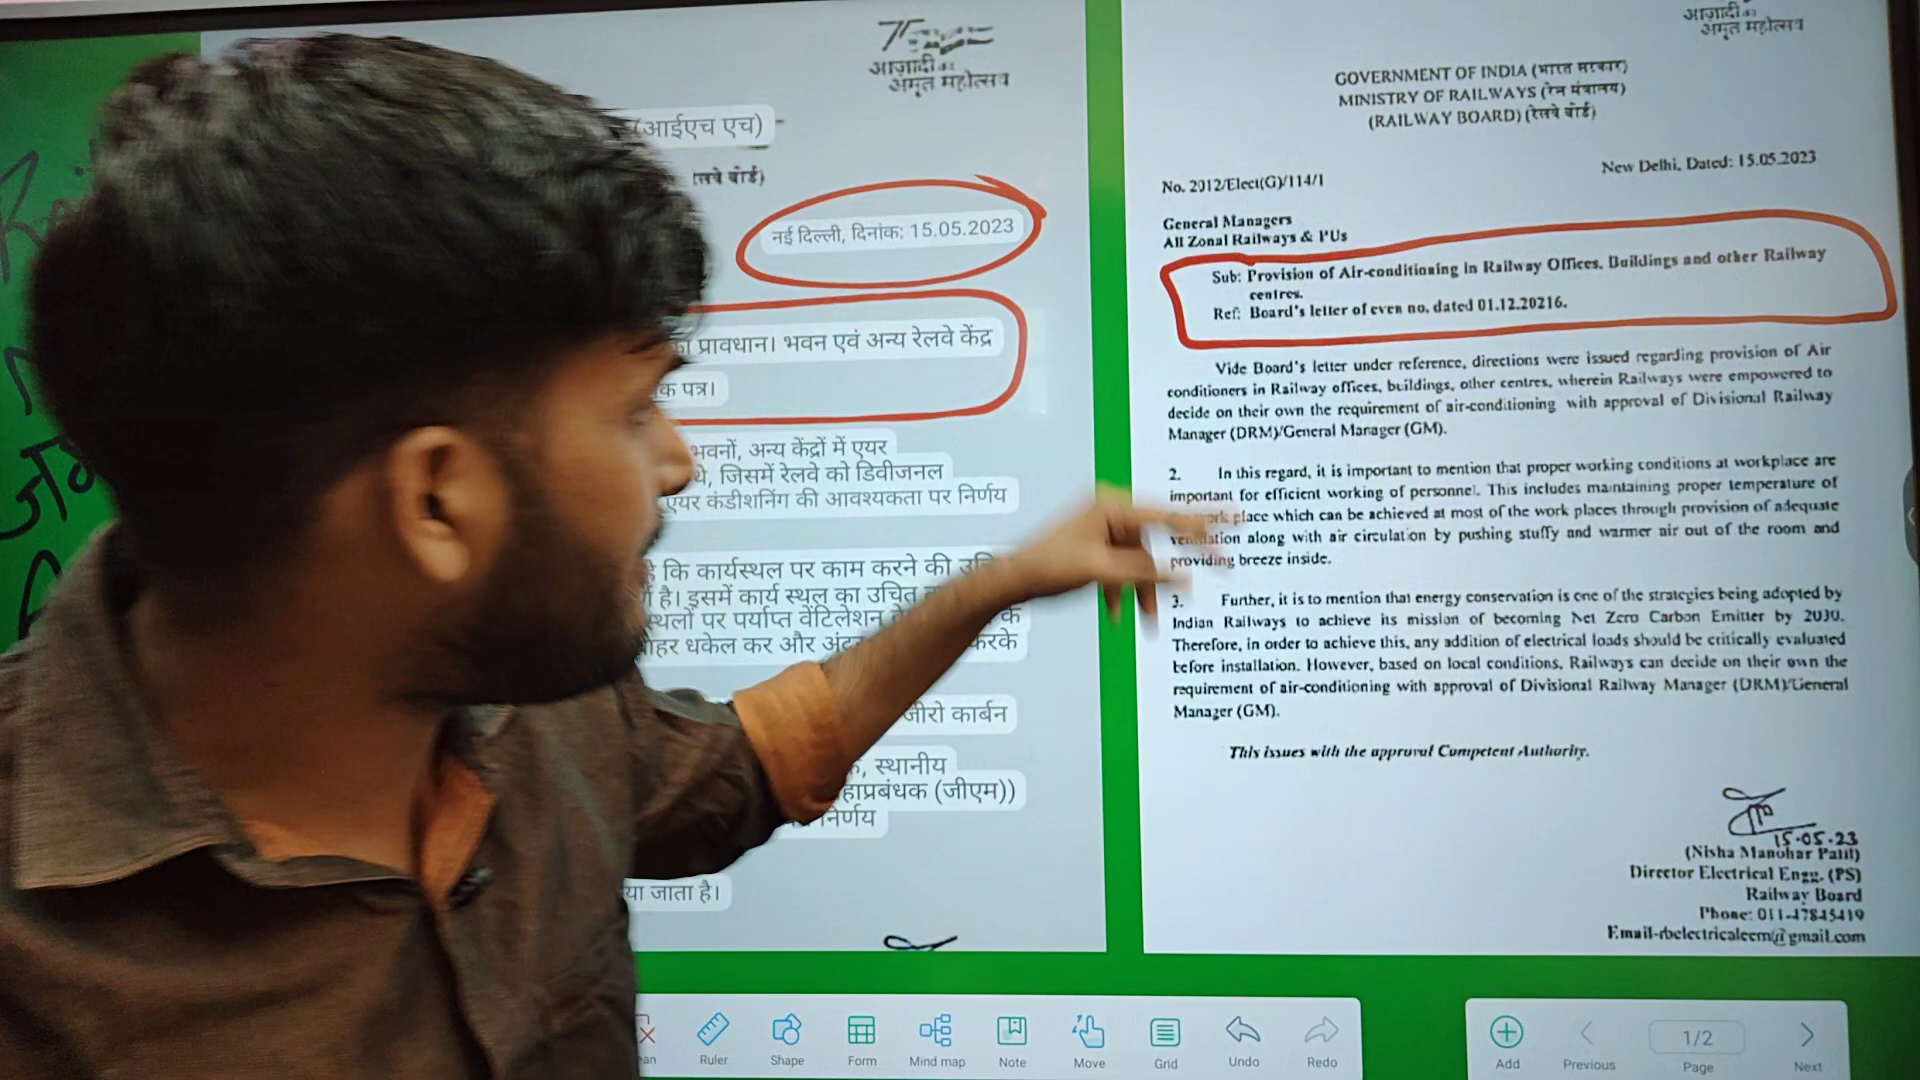 आज़ादी का
अमृत महोत्सव
(आईएच एच)
रेलवे बोर्ड)
नई दिल्ली, दिनांक: 15.05.2023
का प्रावधान। भवन एवं अन्य रेलवे केंद्र
पत्र।
भवनों, अन्य केंद्रों में एयर
थे, जिसमें रेलवे को डिवीजनल
एयर कंडीशनिंग की आवश्यकता पर निर्णय
है कि कार्यस्थल पर काम करने की
है। इसमें कार्य स्थल का उचित
स्थलों पर पर्याप्त वेंटिलेशन के
धकेल कर और अंदर करके
जीरो कार्बन
स्थानीय
(जीएम))
निर्णय
जाता है।
आज़ादी का
अमृत महोत्सव
GOVERNMENT OF INDIA (भारत सरकार)
MINISTRY OF RAILWAYS (रेल मंत्रालय)
(RAILWAY BOARD) (रेलवे बोर्ड)
No. 2012/Elect(G)/114/1
New Delhi, Dated: 15.05.2023
General Managers
All Zonal Railways & PUs
Sub: Provision of Air-conditioning in Railway Offices, Buildings and other Railway
centres.
Ref: Board's letter of even no. dated 01.12.20216.
Vide Board's letter under reference, directions were issued regarding provision of Air
conditioners in Railway offices, buildings, other centres, wherein Railways were empowered to
decide on their own the requirement of air-conditioning with approval of Divisional Railway
Manager (DRM)/General Manager (GM).
2. In this regard, it is important to mention that proper working conditions at workplace are
important for efficient working of personnel. This includes maintaining proper temperature of
work place which can be achieved at most of the work places through provision of adequate
ventilation along with air circulation by pushing stuffy and warmer air out of the room and
providing breeze inside.
3. Further, it is to mention that energy conservation is one of the strategies being adopted by
Indian Railways to achieve its mission of becoming Net Zero Carbon Emitter by 2030.
Therefore, in order to achieve this, any addition of electrical loads should be critically evaluated
before installation. However, based on local conditions, Railways can decide on their own the
requirement of air-conditioning with approval of Divisional Railway Manager (DRM)/General
Manager (GM).
This issues with the approval Competent Authority.
15-05-23
(Nisha Manohar Patil)
Director Electrical Engg. (PS)
Railway Board
Phone: 011-47845419
Email-rbelectricaleem@gmail.com
Ruler Shape Form Mind map Note Move Grid Undo Redo
Add Previous 1/2 Page Next